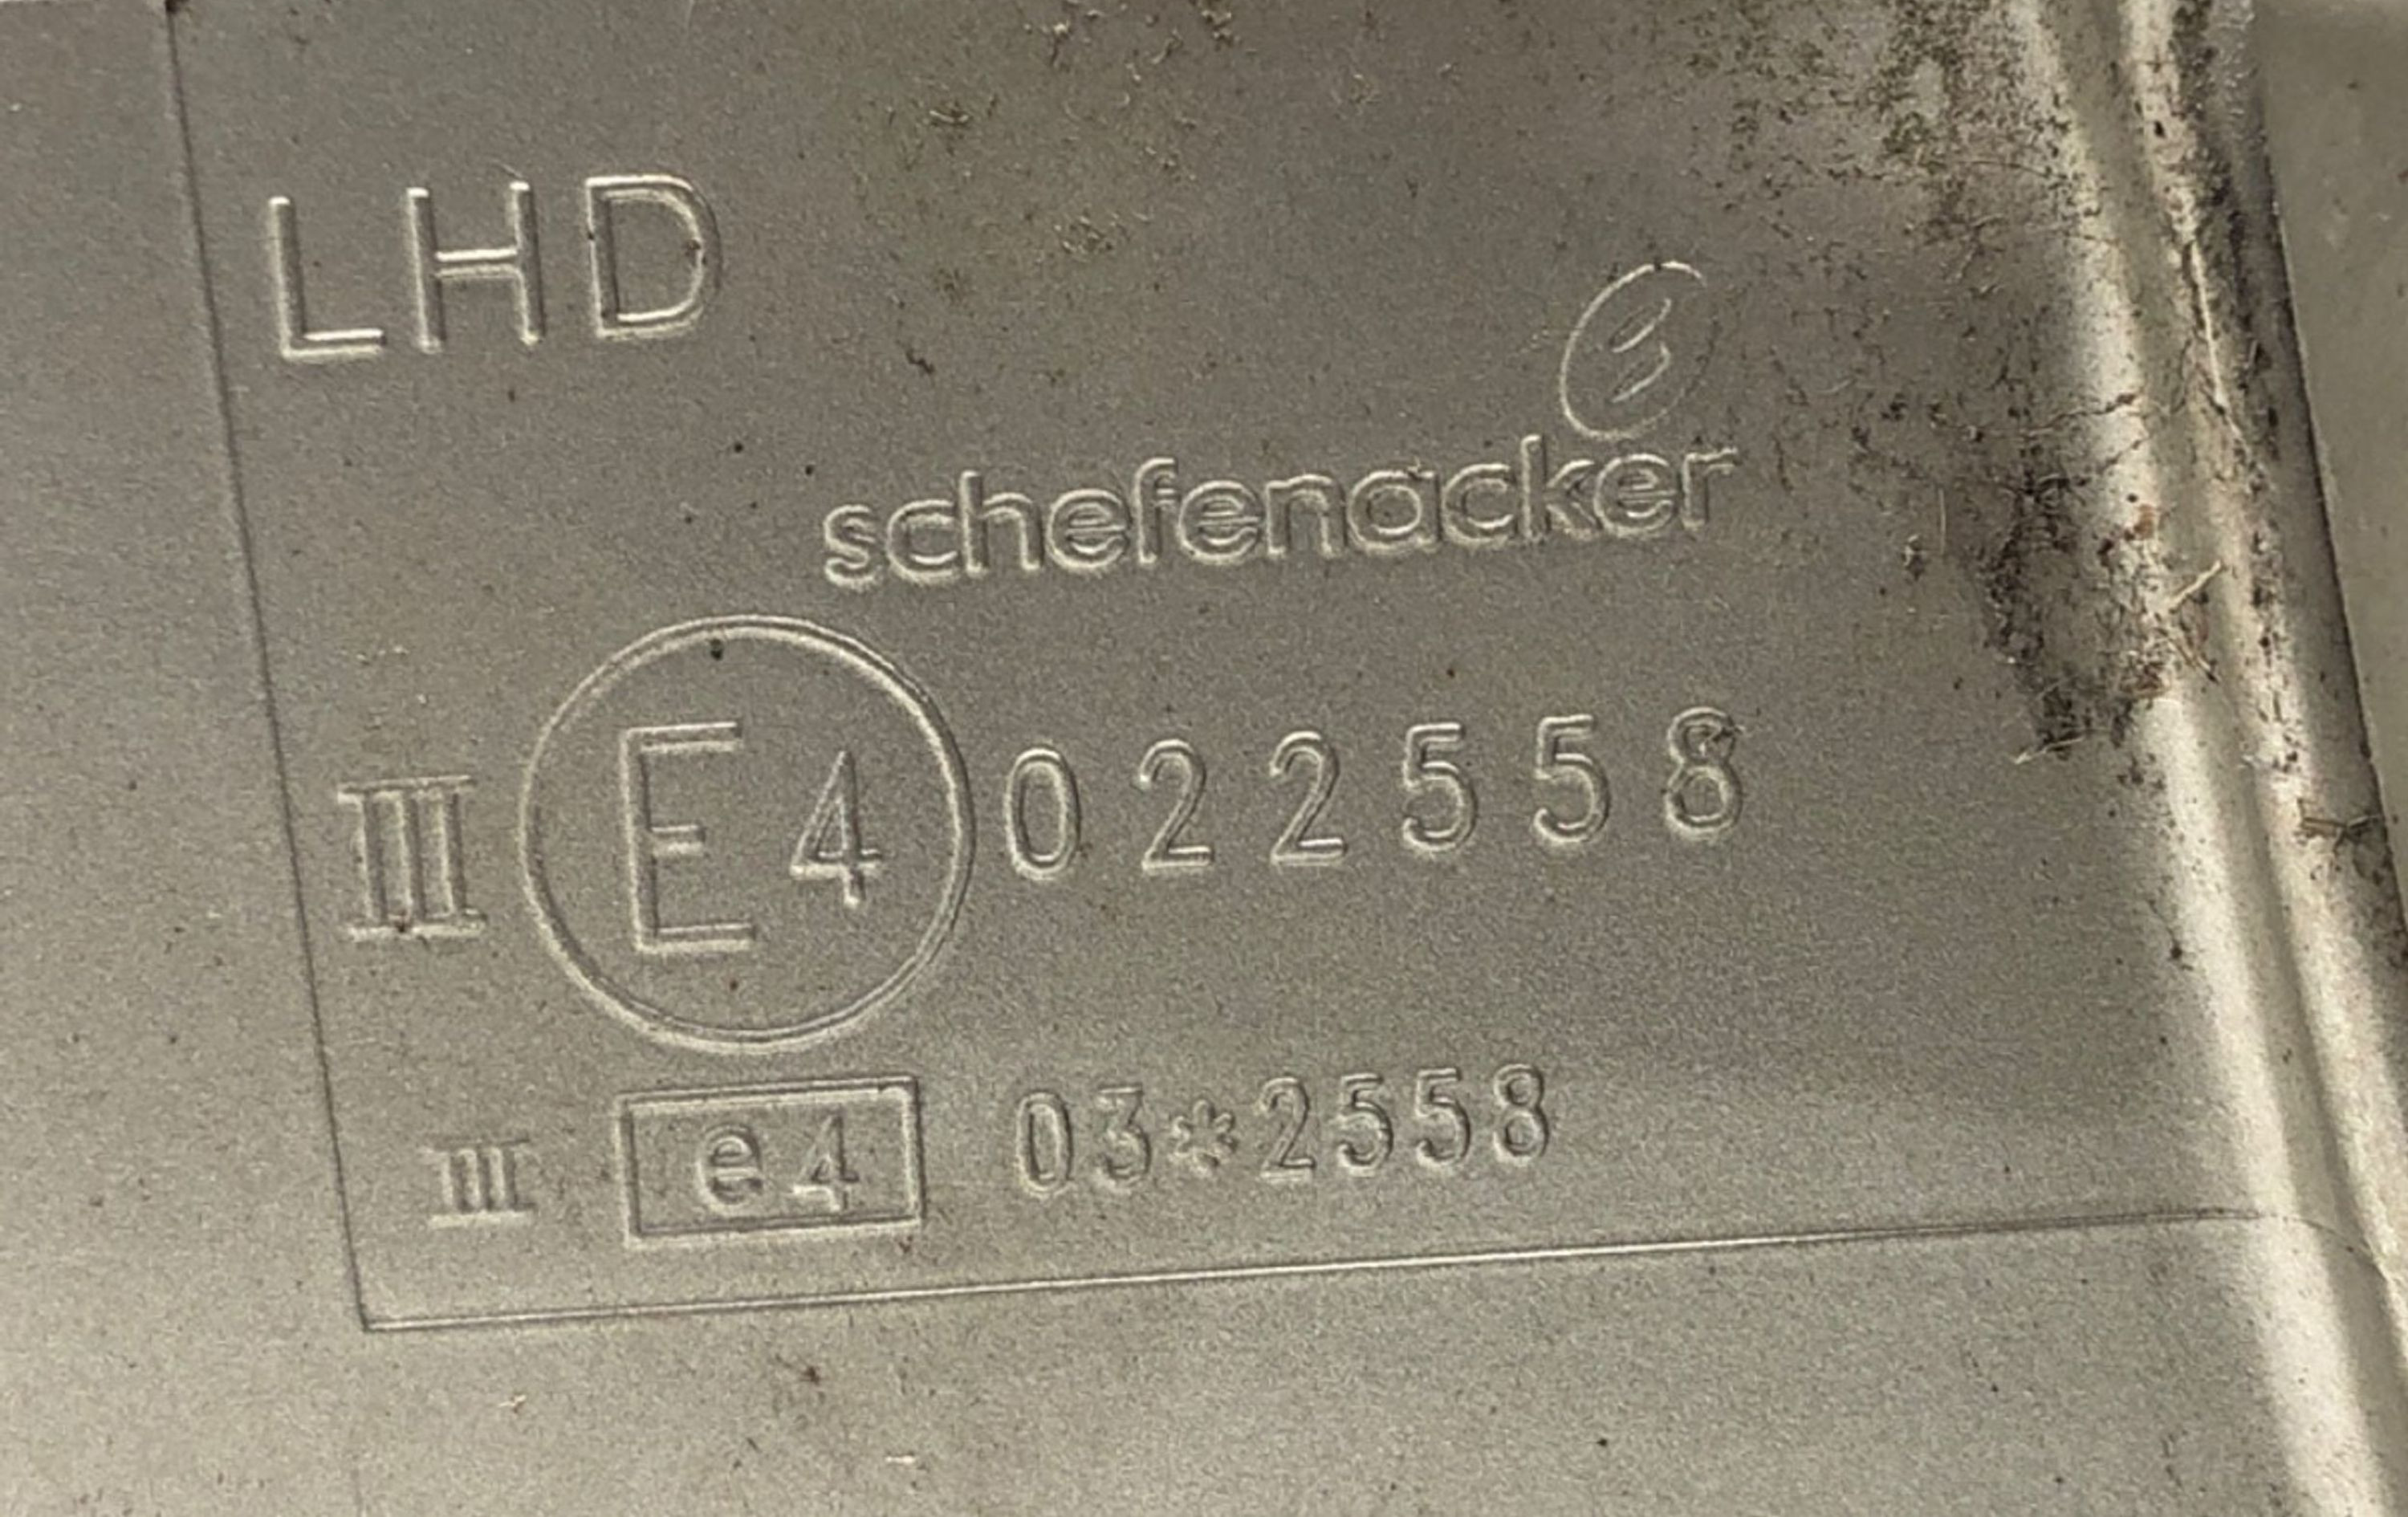 LHD
schefenacker
III E4 022558
III e4 03*2558